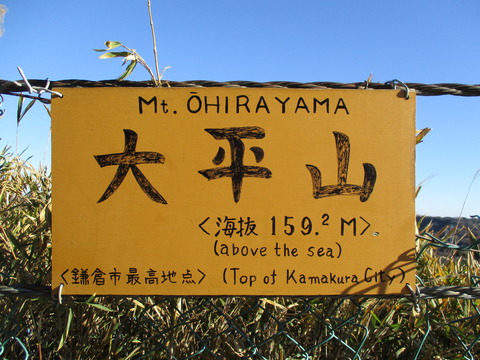 Mt. ŌHIRAYAMA
大平山
<海抜 159.² M>
(above the sea)
<鎌倉市最高地点> (Top of Kamakura City)